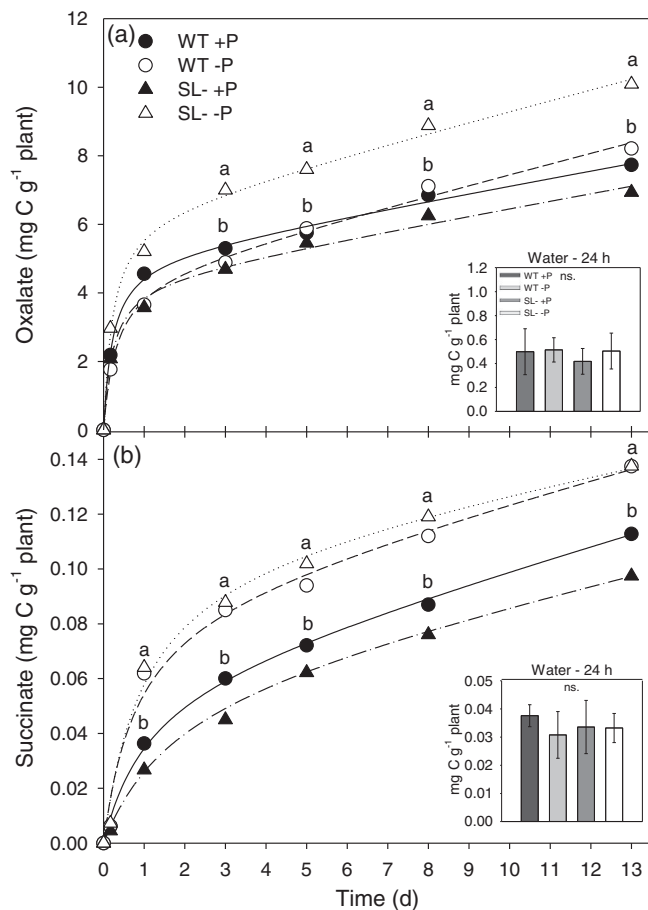 (a)
WT +P
WT -P
SL- +P
SL- -P
Oxalate (mg C g-1 plant)
12
10
8
6
4
2
0
a
a
a
a
b
b
b
b
Water - 24 h
WT +P
WT -P
SL- +P
SL- -P
ns.
mg C g-1 plant
1.2
1.0
0.8
0.6
0.4
0.2
0.0
(b)
Succinate (mg C g-1 plant)
0.14
0.12
0.10
0.08
0.06
0.04
0.02
0.00
a
a
a
a
a
b
b
b
b
b
Water - 24 h
ns.
mg C g-1 plant
0.05
0.04
0.03
0.02
0.01
0.00
0 1 2 3 4 5 6 7 8 9 10 11 12 13
Time (d)